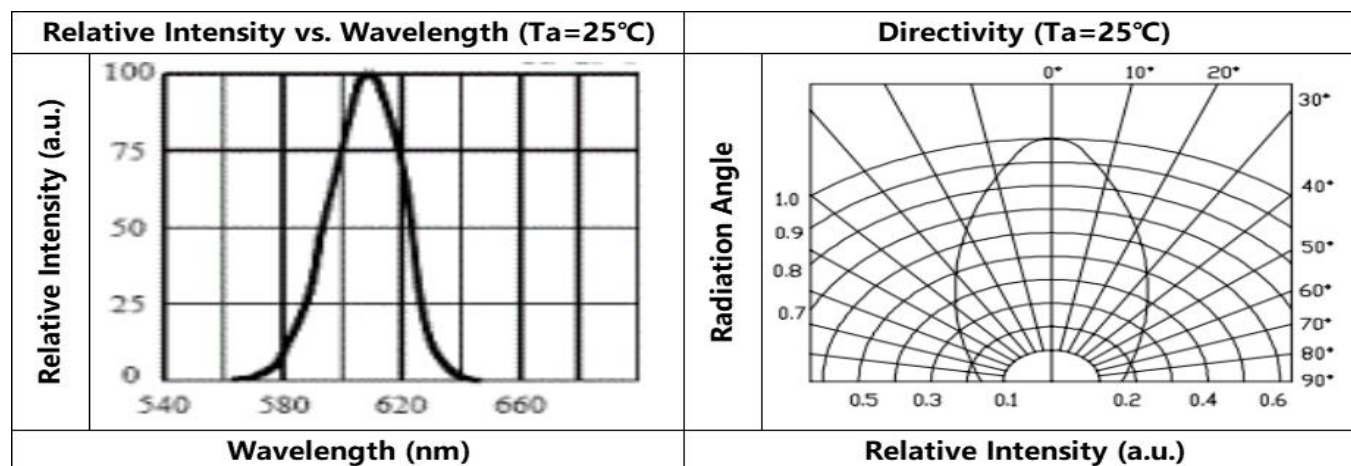 Relative Intensity vs. Wavelength (Ta=25℃)
Directivity (Ta=25℃)
Relative Intensity (a.u.)
100
75
50
25
0
540 580 620 660
Radiation Angle
0° 10° 20°
30°
40°
50°
60°
70°
80°
90°
1.0
0.9
0.8
0.7
0.5 0.3 0.1 0.2 0.4 0.6
Wavelength (nm)
Relative Intensity (a.u.)